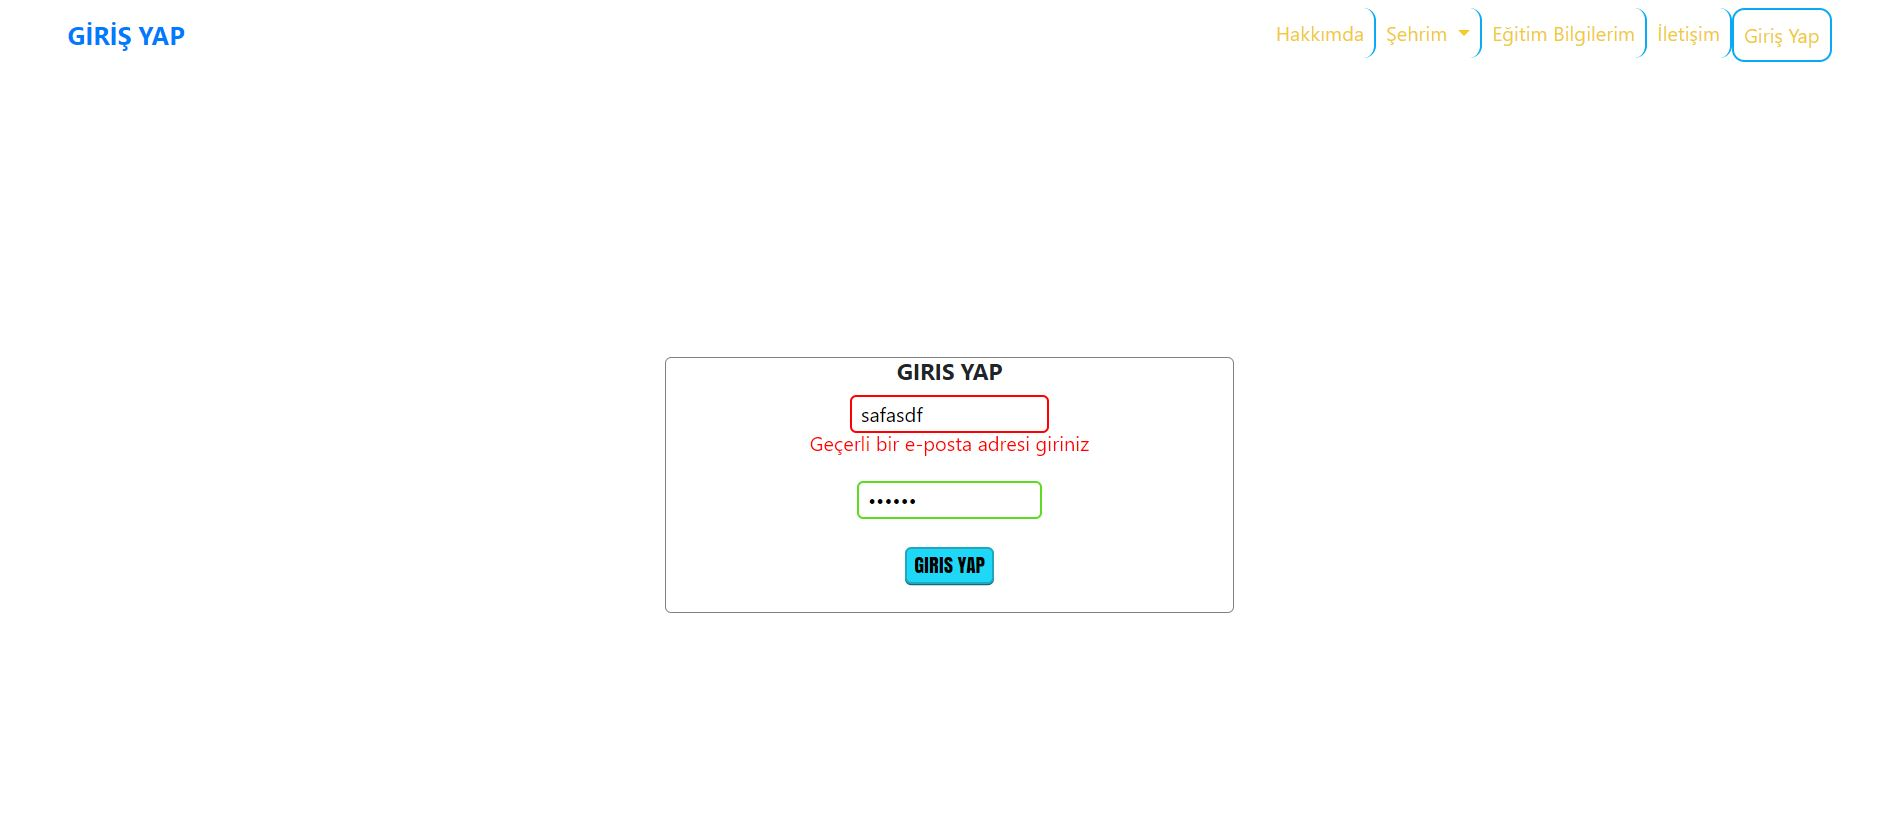 GİRİŞ YAP
Hakkımda Şehrim Eğitim Bilgilerim İletişim Giriş Yap
GIRIS YAP
safasdf
Geçerli bir e-posta adresi giriniz
••••••
GIRIS YAP